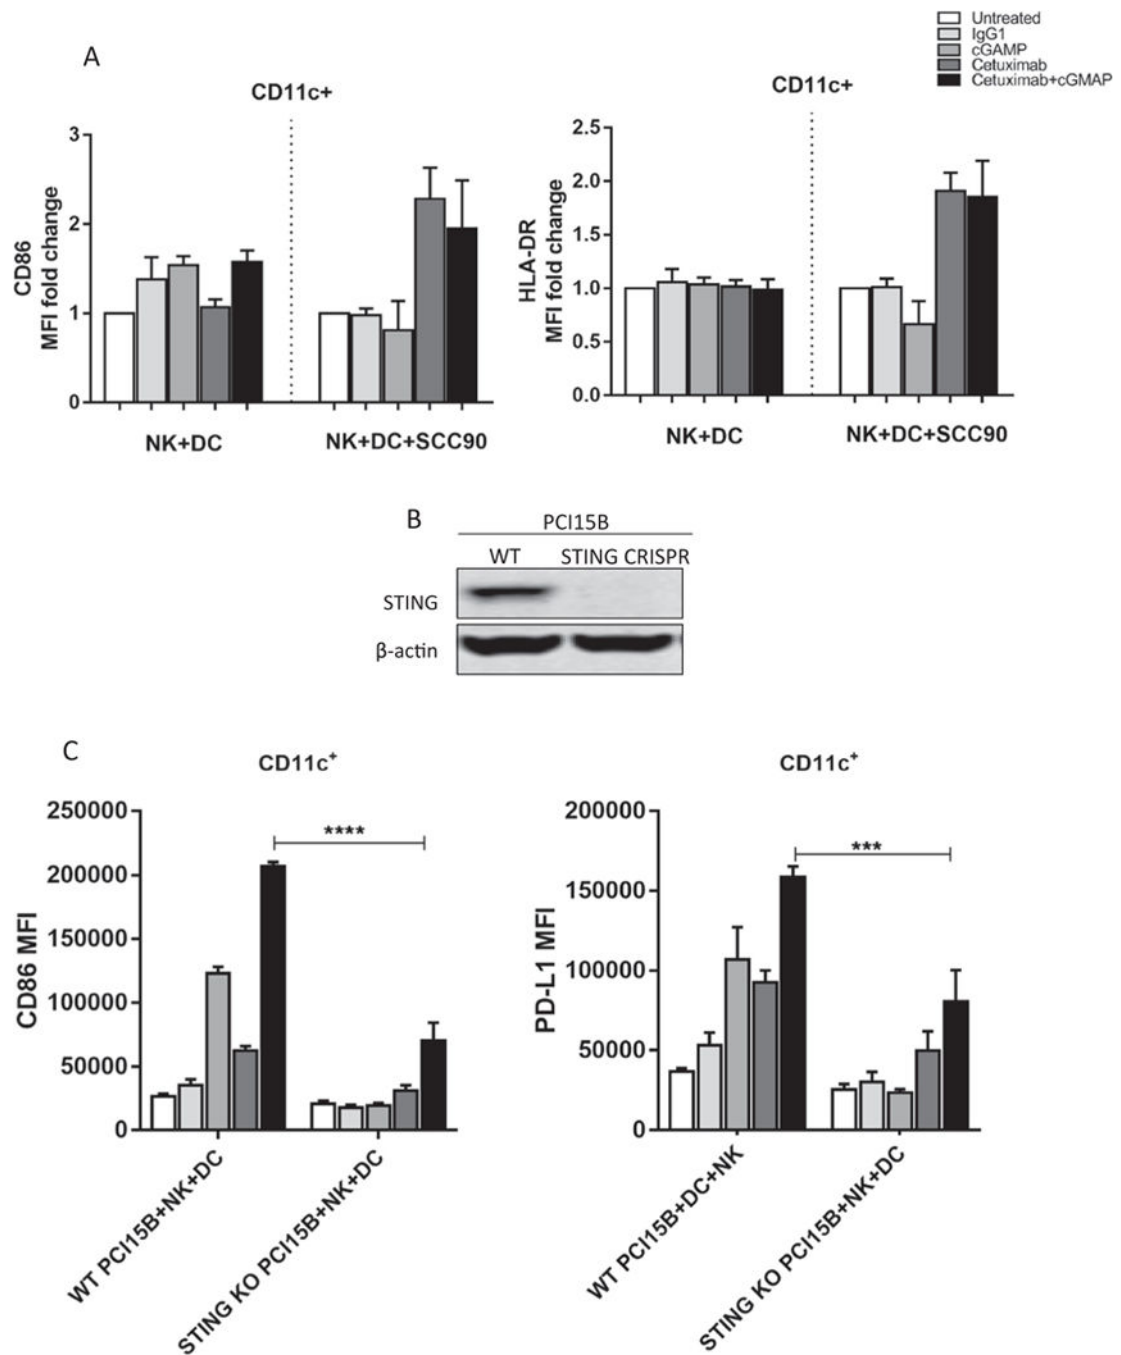 Untreated
IgG1
cGAMP
Cetuximab
Cetuximab+cGMAP
A
CD11c+
CD86
MFI fold change
3
2
1
0
NK+DC
NK+DC+SCC90
CD11c+
HLA-DR
MFI fold change
2.5
2.0
1.5
1.0
0.5
0.0
NK+DC
NK+DC+SCC90
B
PCI15B
WT STING CRISPR
STING
β-actin
C
CD11c⁺
CD86 MFI
250000
200000
150000
100000
50000
0
****
WT PCI15B+NK+DC
STING KO PCI15B+NK+DC
CD11c⁺
PD-L1 MFI
200000
150000
100000
50000
0
***
WT PCI15B+DC+NK
STING KO PCI15B+NK+DC